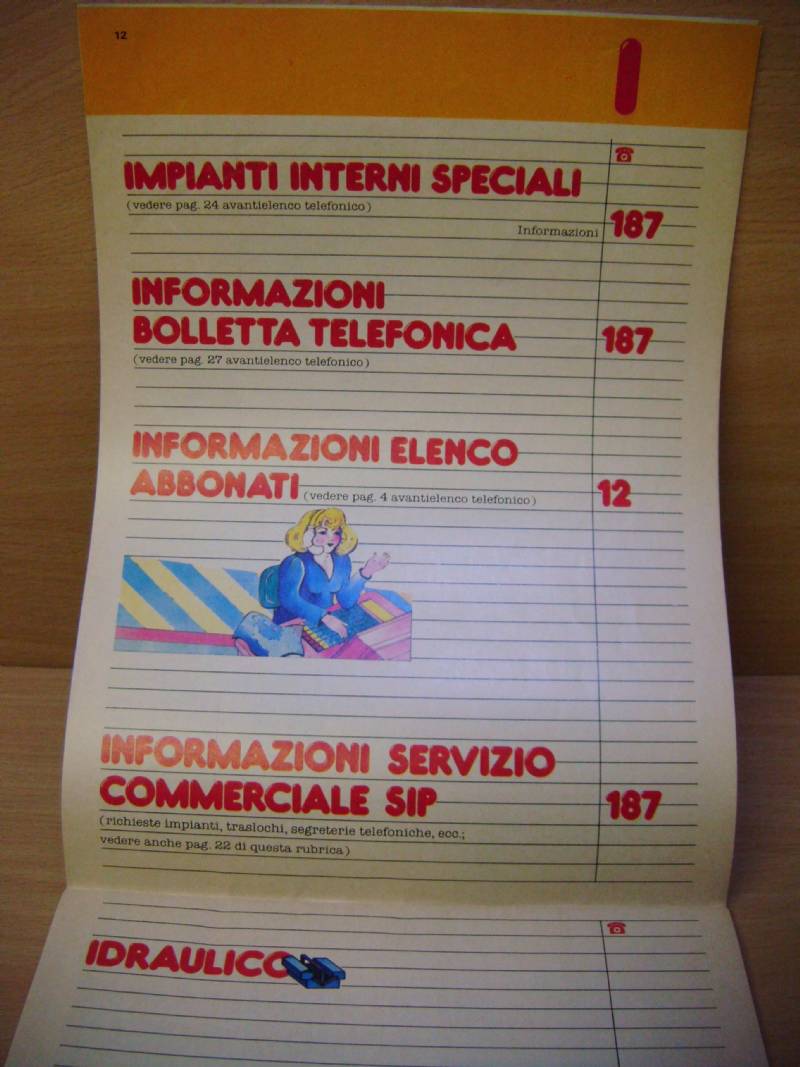 12
I
IMPIANTI INTERNI SPECIALI
(vedere pag. 24 avantielenco telefonico)
Informazioni 187
INFORMAZIONI
BOLLETTA TELEFONICA 187
(vedere pag. 27 avantielenco telefonico)
INFORMAZIONI ELENCO
ABBONATI (vedere pag. 4 avantielenco telefonico) 12
INFORMAZIONI SERVIZIO
COMMERCIALE SIP 187
(richieste impianti, traslochi, segreterie telefoniche, ecc.;
vedere anche pag. 22 di questa rubrica)
IDRAULICO